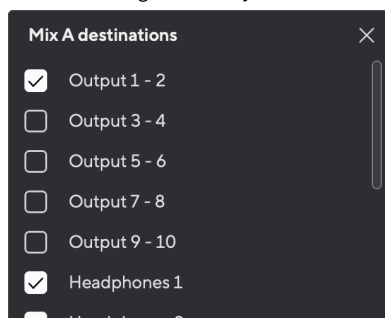 Mix A destinations
Output 1 - 2
Output 3 - 4
Output 5 - 6
Output 7 - 8
Output 9 - 10
Headphones 1